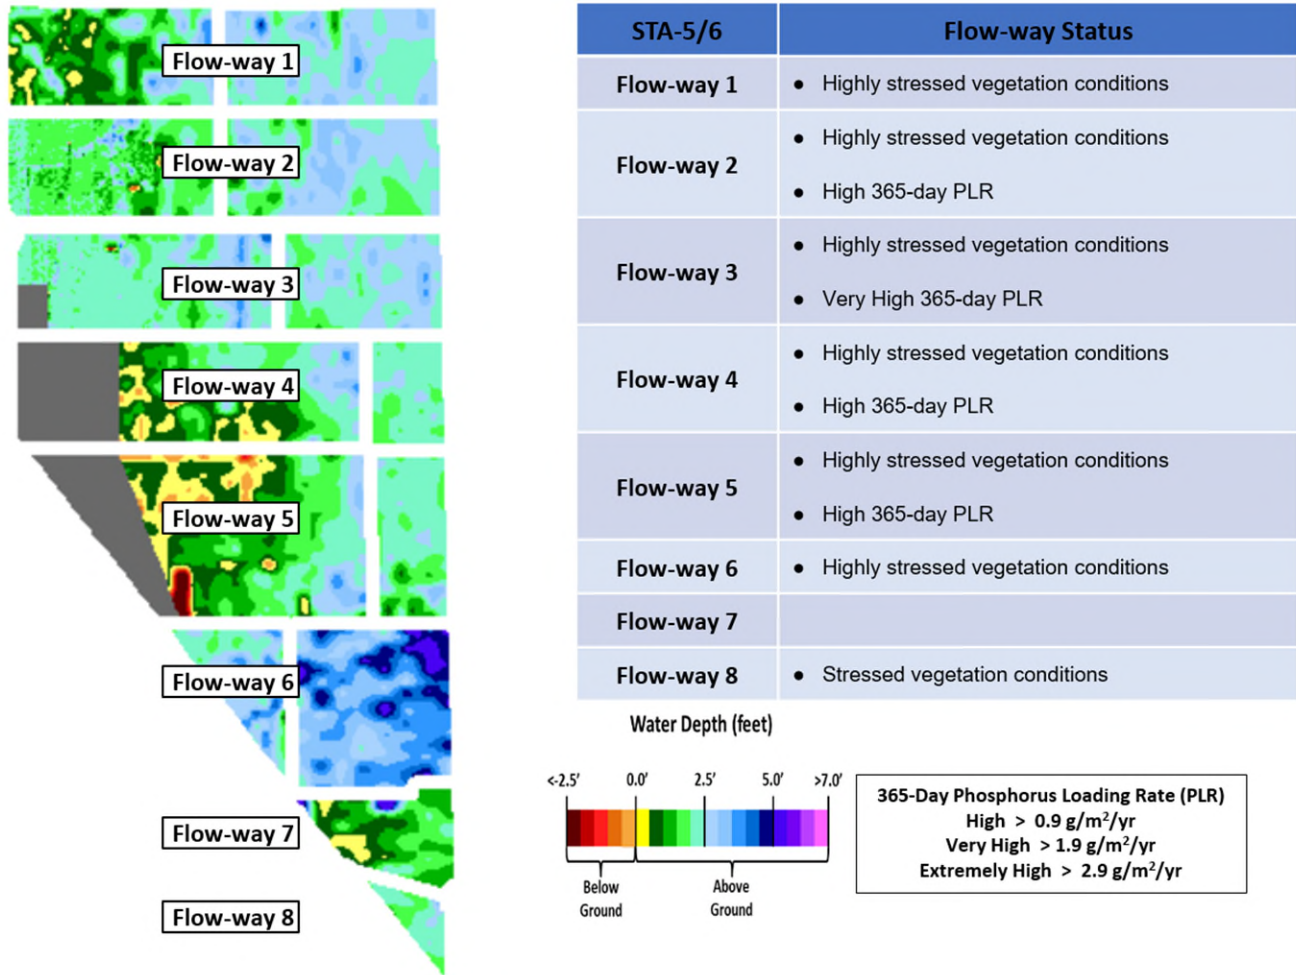 Flow-way 1
Flow-way 2
Flow-way 3
Flow-way 4
Flow-way 5
Flow-way 6
Flow-way 7
Flow-way 8
STA-5/6 Flow-way Status
Flow-way 1 ● Highly stressed vegetation conditions
Flow-way 2 ● Highly stressed vegetation conditions
● High 365-day PLR
Flow-way 3 ● Highly stressed vegetation conditions
● Very High 365-day PLR
Flow-way 4 ● Highly stressed vegetation conditions
● High 365-day PLR
Flow-way 5 ● Highly stressed vegetation conditions
● High 365-day PLR
Flow-way 6 ● Highly stressed vegetation conditions
Flow-way 7
Flow-way 8 ● Stressed vegetation conditions
Water Depth (feet)
<-2.5' 0.0' 2.5' 5.0' >7.0'
Below Ground
Above Ground
365-Day Phosphorus Loading Rate (PLR)
High > 0.9 g/m²/yr
Very High > 1.9 g/m²/yr
Extremely High > 2.9 g/m²/yr